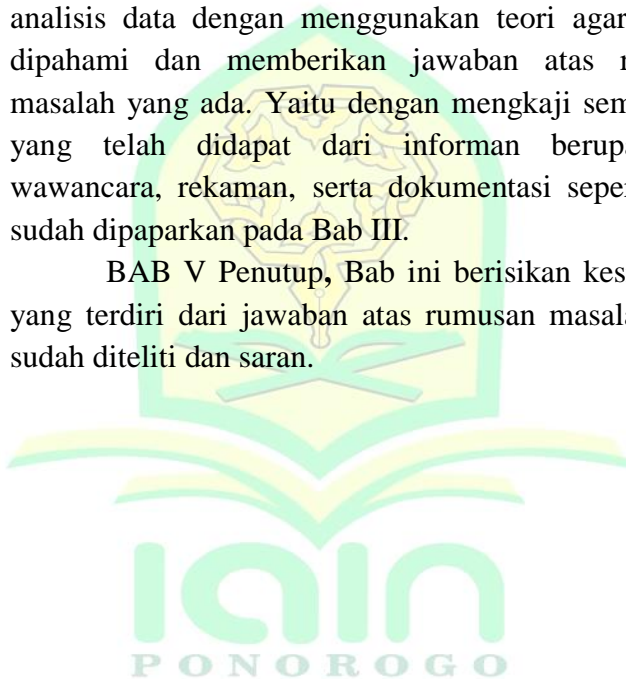 analisis data dengan menggunakan teori agar
dipahami dan memberikan jawaban atas
masalah yang ada. Yaitu dengan mengkaji
yang telah didapat dari informan
wawancara, rekaman, serta dokumentasi
sudah dipaparkan pada Bab III.
BAB V Penutup, Bab ini berisikan
yang terdiri dari jawaban atas rumusan
sudah diteliti dan saran.
iain
PONOROGO